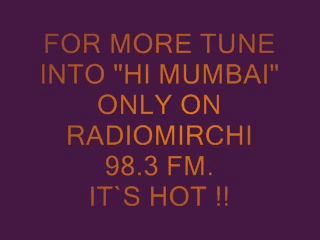 FOR MORE TUNE
INTO "HI MUMBAI"
ONLY ON
RADIOMIRCHI
98.3 FM.
IT`S HOT !!